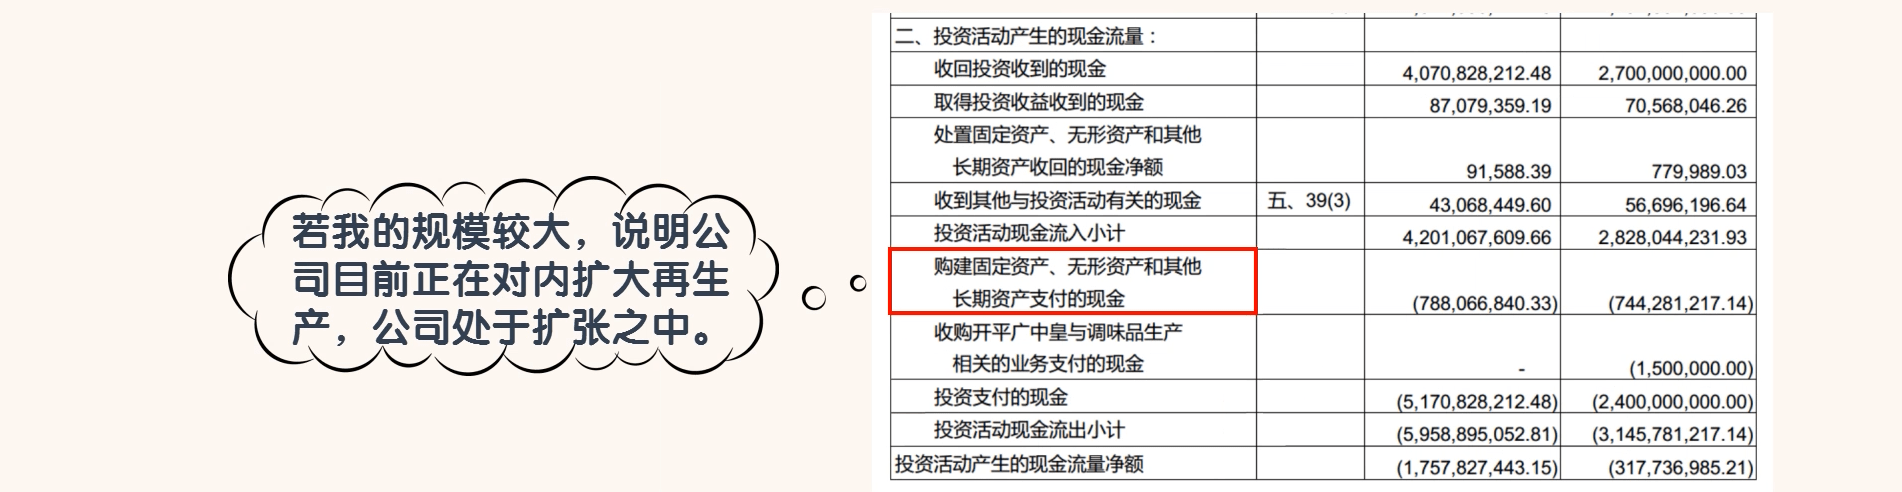 若我的规模较大，说明公
司目前正在对内扩大再生
产，公司处于扩张之中。
二、投资活动产生的现金流量：
收回投资收到的现金 4,070,828,212.48 2,700,000,000.00
取得投资收益收到的现金 87,079,359.19 70,568,046.26
处置固定资产、无形资产和其他
长期资产收回的现金净额 91,588.39 779,989.03
收到其他与投资活动有关的现金 五、39(3) 43,068,449.60 56,696,196.64
投资活动现金流入小计 4,201,067,609.66 2,828,044,231.93
购建固定资产、无形资产和其他
长期资产支付的现金 (788,066,840.33) (744,281,217.14)
收购开平广中皇与调味品生产
相关的业务支付的现金 - (1,500,000.00)
投资支付的现金 (5,170,828,212.48) (2,400,000,000.00)
投资活动现金流出小计 (5,958,895,052.81) (3,145,781,217.14)
投资活动产生的现金流量净额 (1,757,827,443.15) (317,736,985.21)